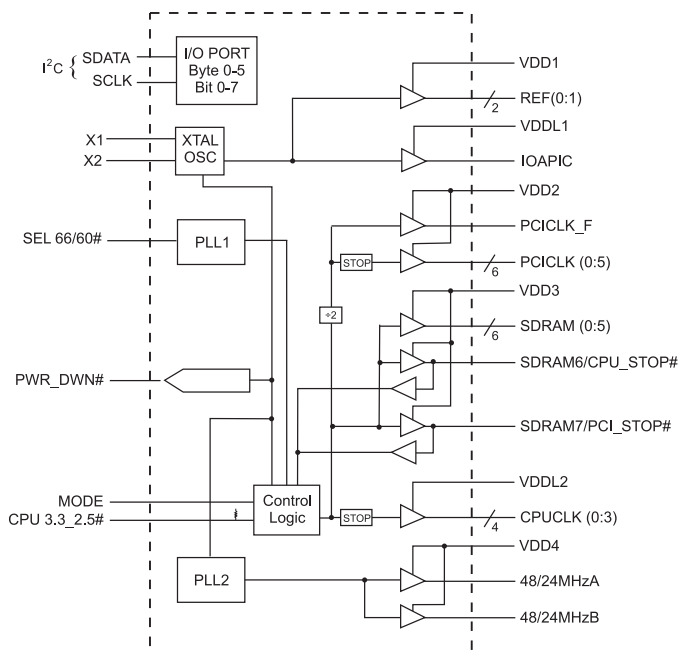 I2C { SDATA
SCLK
I/O PORT
Byte 0-5
Bit 0-7
VDD1
REF(0:1)
2
VDDL1
X1
X2
XTAL
OSC
IOAPIC
VDD2
SEL 66/60#
PLL1
PCICLK_F
STOP
PCICLK (0:5)
6
VDD3
÷2
SDRAM (0:5)
6
SDRAM6/CPU_STOP#
PWR_DWN#
SDRAM7/PCI_STOP#
MODE
CPU 3.3_2.5#
Control
Logic
VDDL2
STOP
CPUCLK (0:3)
4
VDD4
PLL2
48/24MHzA
48/24MHzB